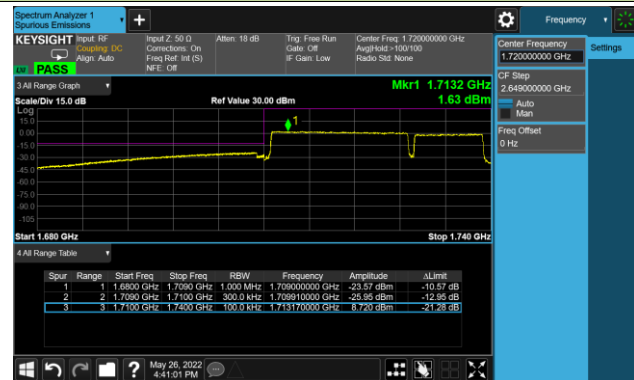 Spectrum Analyzer 1
Spurious Emissions
+
Frequency
KEYSIGHT Input: RF Input Z: 50 Ω Atten: 18 dB Trig: Free Run Center Freq: 1.720000000 GHz
Coupling: DC Corrections: On Gate: Off Avg|Hold:>100/100
Align: Auto Freq Ref: Int (S) IF Gain: Low Radio Std: None
NFE: Off
PASS
Center Frequency
1.720000000 GHz
Settings
CF Step
2.649000000 GHz
Auto
Man
Freq Offset
0 Hz
3 All Range Graph
Mkr1 1.7132 GHz
Scale/Div 15.0 dB Ref Value 30.00 dBm 1.63 dBm
Log
15.0
0.00
-15.0
-30.0
-45.0
-60.0
-75.0
-90.0
-105
1
Start 1.680 GHz Stop 1.740 GHz
4 All Range Table
Spur Range Start Freq Stop Freq RBW Frequency Amplitude ΔLimit
1 1 1.6800 GHz 1.7090 GHz 1.000 MHz 1.709000000 GHz -23.57 dBm -10.57 dB
2 2 1.7090 GHz 1.7100 GHz 300.0 kHz 1.709910000 GHz -25.95 dBm -12.95 dB
3 3 1.7100 GHz 1.7400 GHz 100.0 kHz 1.713170000 GHz 8.720 dBm -21.28 dB
?
May 26, 2022
4:41:01 PM